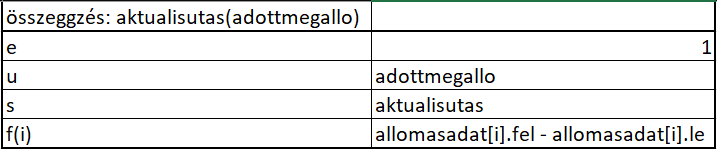 összeggzés: aktualisutas(adottmegallo)
e 1
u adottmegallo
s aktualisutas
f(i) allomasadat[i].fel - allomasadat[i].le